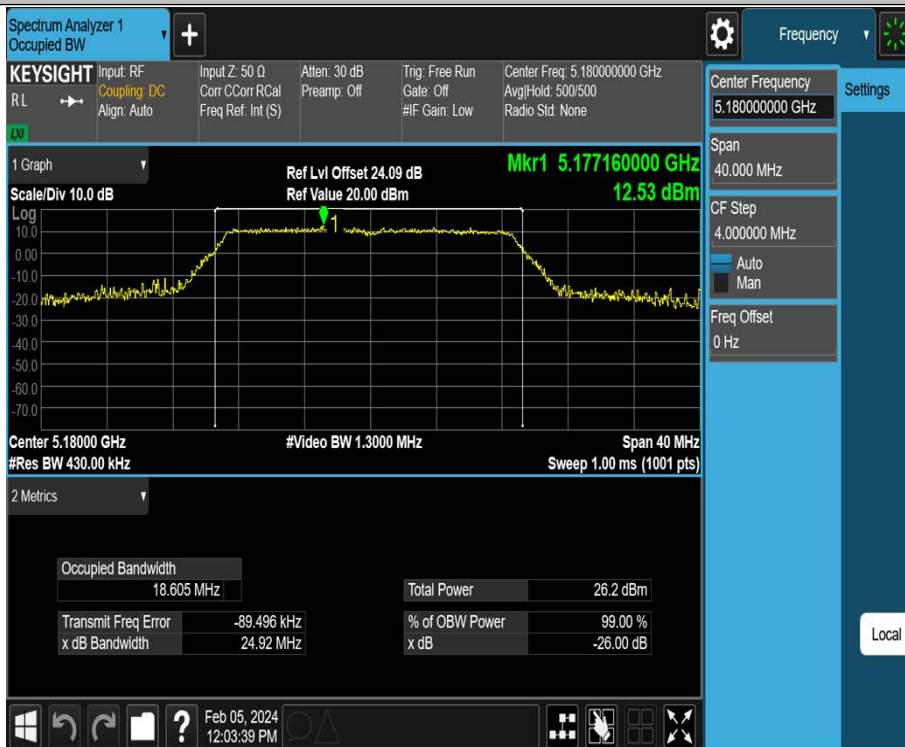 Spectrum Analyzer 1
Occupied BW
+
Frequency
KEYSIGHT
Input: RF
Input Z: 50 Ω
Atten: 30 dB
Trig: Free Run
Center Freq: 5.180000000 GHz
RL
Coupling: DC
Corr CCorr RCal
Preamp: Off
Gate: Off
Avg|Hold: 500/500
Align: Auto
Freq Ref: Int (S)
#IF Gain: Low
Radio Std: None
LXI
Center Frequency
5.180000000 GHz
Settings
Span
40.000 MHz
CF Step
4.000000 MHz
Auto
Man
Freq Offset
0 Hz
Local
1 Graph
Ref Lvl Offset 24.09 dB
Mkr1 5.177160000 GHz
Scale/Div 10.0 dB
Ref Value 20.00 dBm
12.53 dBm
Log
1
10.0
0.00
-10.0
-20.0
-30.0
-40.0
-50.0
-60.0
-70.0
Center 5.18000 GHz
#Video BW 1.3000 MHz
Span 40 MHz
#Res BW 430.00 kHz
Sweep 1.00 ms (1001 pts)
2 Metrics
Occupied Bandwidth
18.605 MHz
Total Power
26.2 dBm
Transmit Freq Error
-89.496 kHz
% of OBW Power
99.00 %
x dB Bandwidth
24.92 MHz
x dB
-26.00 dB
?
Feb 05, 2024
12:03:39 PM